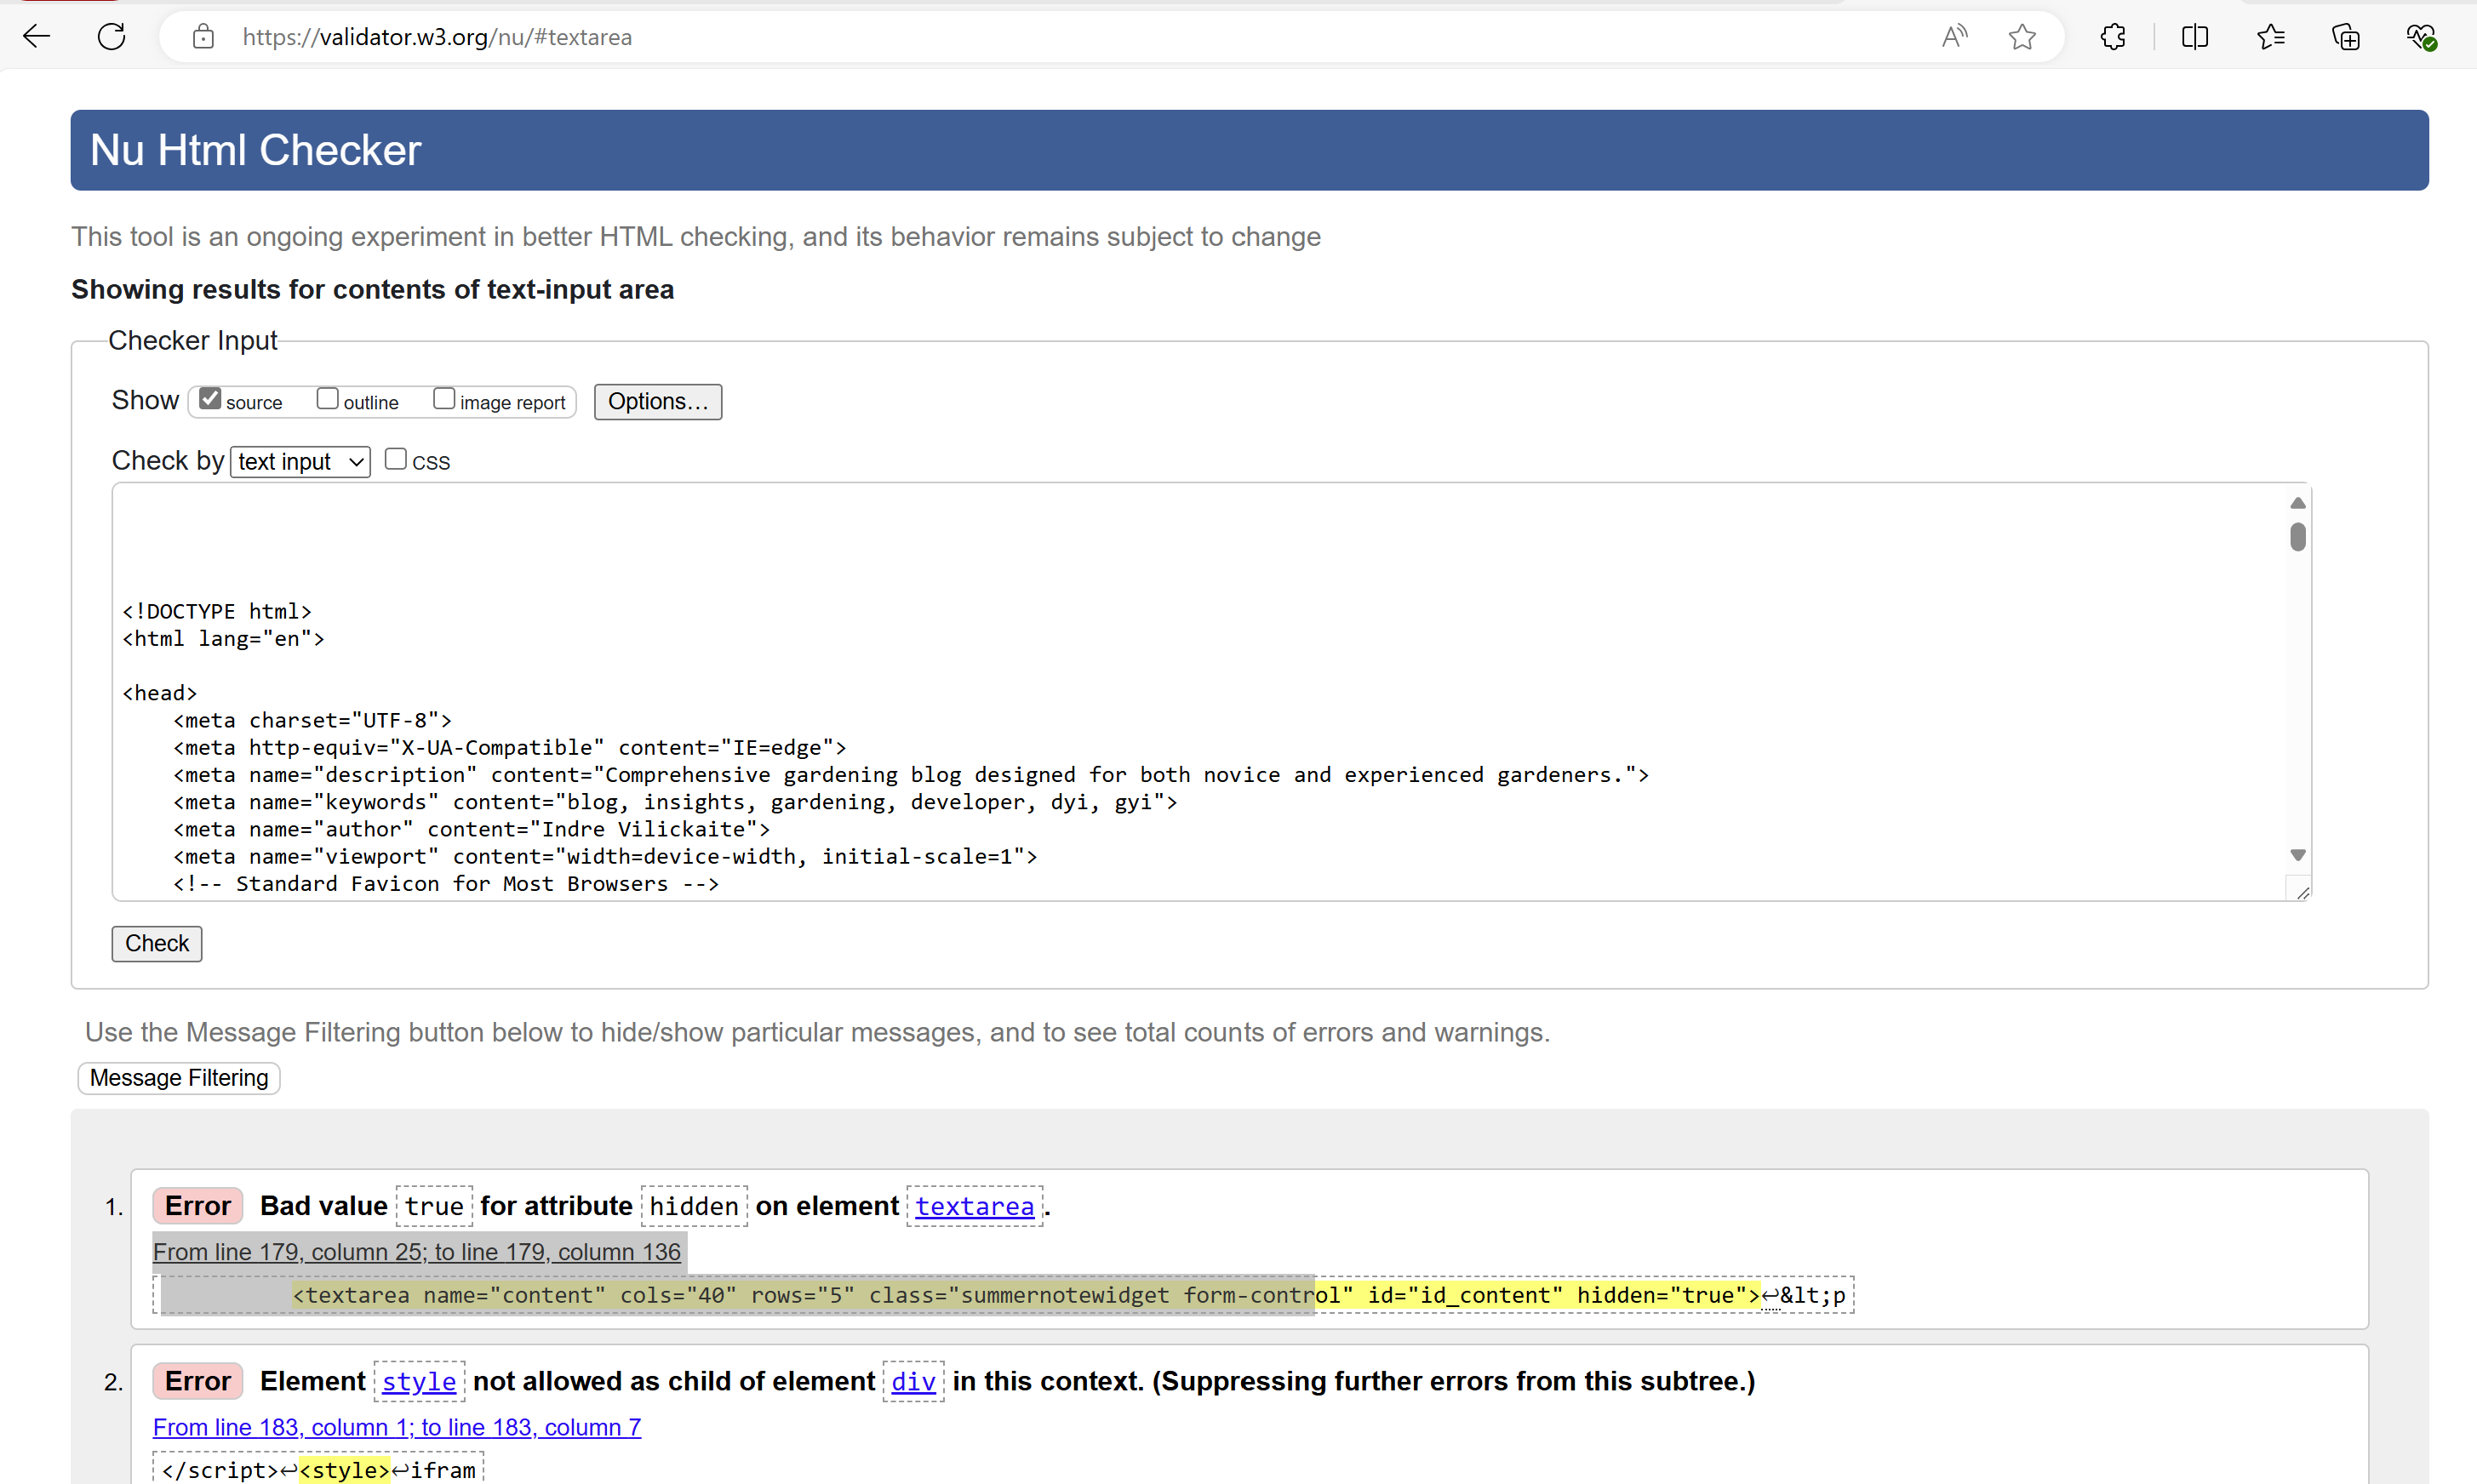 https://validator.w3.org/nu/#textarea
Nu Html Checker
This tool is an ongoing experiment in better HTML checking, and its behavior remains subject to change
Showing results for contents of text-input area
Checker Input
Show source outline image report Options...
Check by text input CSS
<!DOCTYPE html>
<html lang="en">
<head>
<meta charset="UTF-8">
<meta http-equiv="X-UA-Compatible" content="IE=edge">
<meta name="description" content="Comprehensive gardening blog designed for both novice and experienced gardeners.">
<meta name="keywords" content="blog, insights, gardening, developer, dyi, gyi">
<meta name="author" content="Indre Vilickaite">
<meta name="viewport" content="width=device-width, initial-scale=1">
<!-- Standard Favicon for Most Browsers -->
Check
Use the Message Filtering button below to hide/show particular messages, and to see total counts of errors and warnings.
Message Filtering
1. Error Bad value true for attribute hidden on element textarea.
From line 179, column 25; to line 179, column 136
<textarea name="content" cols="40" rows="5" class="summernotewidget form-control" id="id_content" hidden="true">↩&lt;p
2. Error Element style not allowed as child of element div in this context. (Suppressing further errors from this subtree.)
From line 183, column 1; to line 183, column 7
</script>↩<style>↩ifram